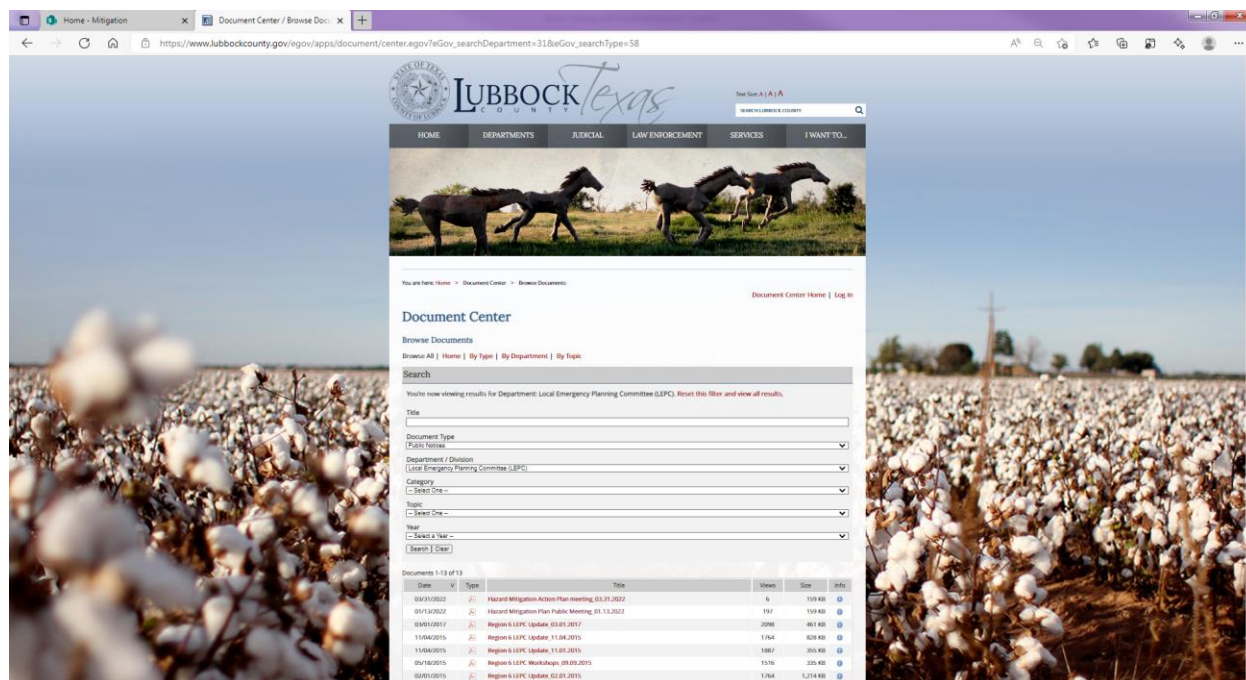 Home - Mitigation
Document Center / Browse Docu
https://www.lubbockcounty.gov/egov/apps/document/center.egov?eGov_searchDepartment=31&eGov_searchType=58
STATE OF TEXAS
COUNTY OF LUBBOCK
LUBBOCK Texas
COUNTY
Text Size: A | A | A
SEARCH LUBBOCK COUNTY
HOME DEPARTMENTS JUDICIAL LAW ENFORCEMENT SERVICES I WANT TO...
You are here: Home > Document Center > Browse Documents
Document Center Home | Log In
Document Center
Browse Documents
Browse All | Home | By Type | By Department | By Topic
Search
You're now viewing results for Department: Local Emergency Planning Committee (LEPC). Reset this filter and view all results.
Title
Document Type
Public Notices
Department / Division
Local Emergency Planning Committee (LEPC)
Category
-- Select One --
Topic
-- Select One --
Year
-- Select a Year --
Search | Clear
Documents 1-13 of 13
Date V Type Title Views Size Info
03/31/2022 Hazard Mitigation Action Plan meeting_03.31.2022 6 159 KB
01/13/2022 Hazard Mitigation Plan Public Meeting_01.13.2022 197 159 KB
03/01/2017 Region 6 LEPC Update_03.01.2017 2098 461 KB
11/04/2015 Region 6 LEPC Update_11.04.2015 1764 828 KB
11/04/2015 Region 6 LEPC Update_11.01.2015 1887 355 KB
05/18/2015 Region 6 LEPC Workshops_09.09.2015 1516 335 KB
02/01/2015 Region 6 LEPC Update_02.01.2015 1764 1,214 KB